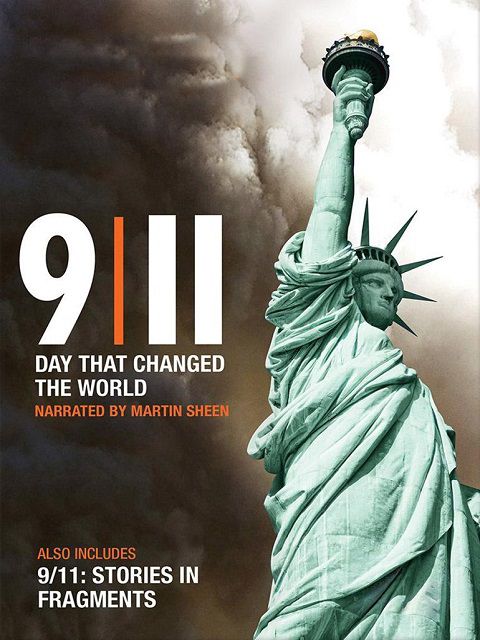 9|11
DAY THAT CHANGED
THE WORLD
NARRATED BY MARTIN SHEEN
ALSO INCLUDES
9/11: STORIES IN
FRAGMENTS